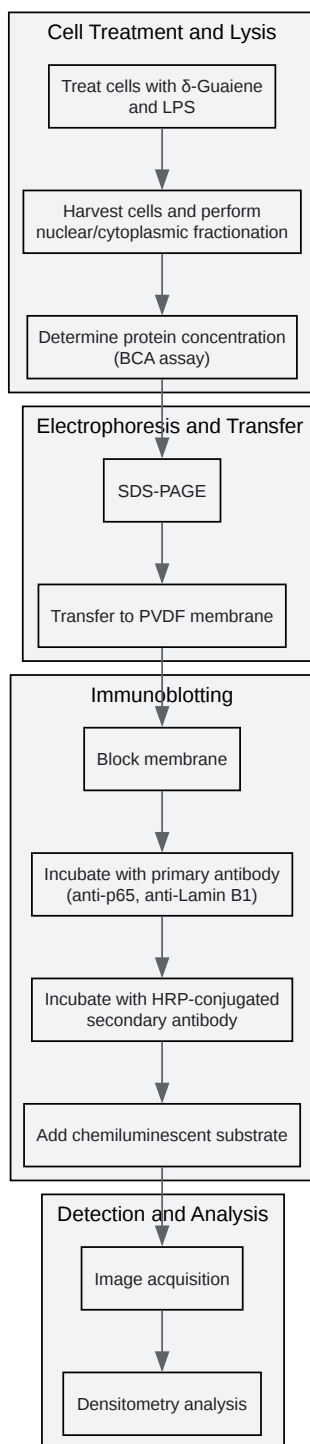 Cell Treatment and Lysis
Treat cells with δ-Guaiene
and LPS
Harvest cells and perform
nuclear/cytoplasmic fractionation
Determine protein concentration
(BCA assay)
Electrophoresis and Transfer
SDS-PAGE
Transfer to PVDF membrane
Immunoblotting
Block membrane
Incubate with primary antibody
(anti-p65, anti-Lamin B1)
Incubate with HRP-conjugated
secondary antibody
Add chemiluminescent substrate
Detection and Analysis
Image acquisition
Densitometry analysis